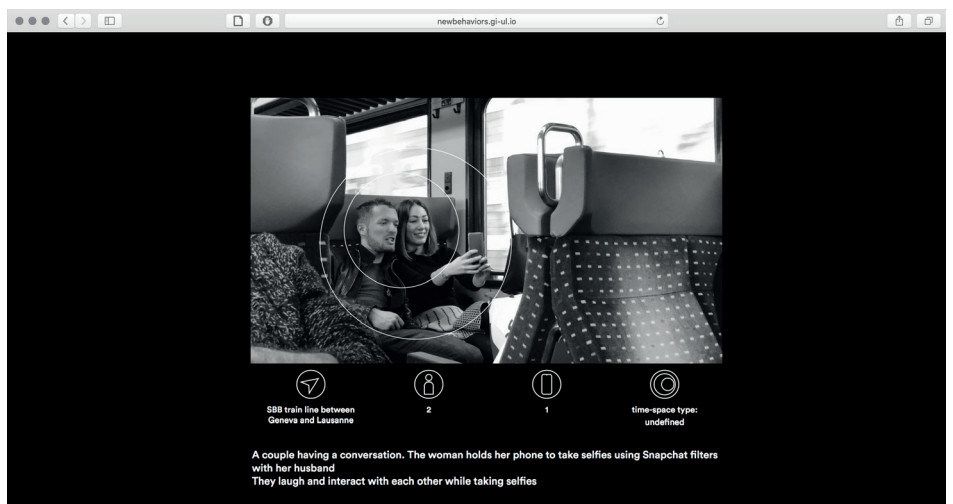 newbehaviors.gi-ul.io
SBB train line between
Geneva and Lausanne
2
1
time-space type:
undefined
A couple having a conversation. The woman holds her phone to take selfies using Snapchat filters
with her husband
They laugh and interact with each other while taking selfies